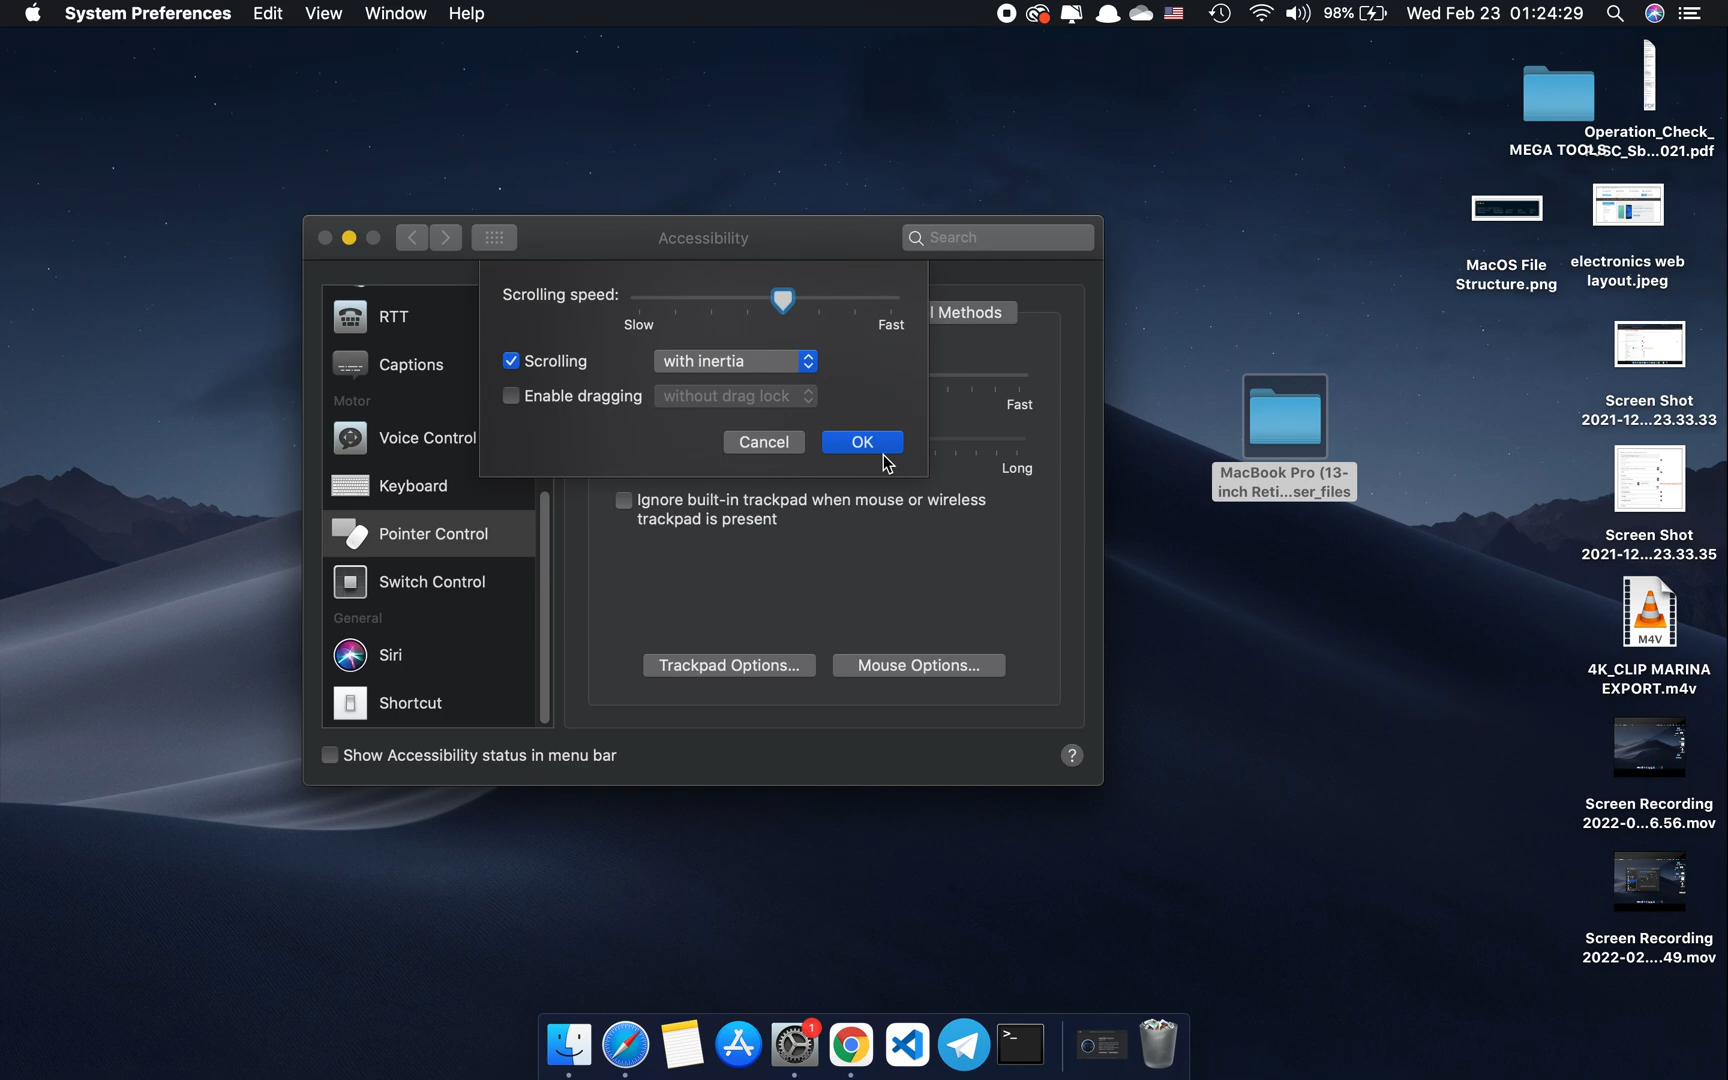 System Preferences Edit View Window Help
98% Wed Feb 23 01:24:29
Accessibility
Search
Scrolling speed:
Slow
Fast
Scrolling
with inertia
Enable dragging
without drag lock
Cancel
OK
l Methods
Fast
Long
RTT
Captions
Motor
Voice Control
Keyboard
Pointer Control
Switch Control
General
Siri
Shortcut
Ignore built-in trackpad when mouse or wireless
trackpad is present
Trackpad Options...
Mouse Options...
Show Accessibility status in menu bar
?
MacBook Pro (13-
inch Reti...ser_files
MEGA TOOLS
Operation_Check_
SC_Sb...021.pdf
MacOS File
Structure.png
electronics web
layout.jpeg
Screen Shot
2021-12...23.33.33
Screen Shot
2021-12...23.33.35
M4V
4K_CLIP MARINA
EXPORT.m4v
Screen Recording
2022-0...6.56.mov
Screen Recording
2022-02....49.mov
1
>_